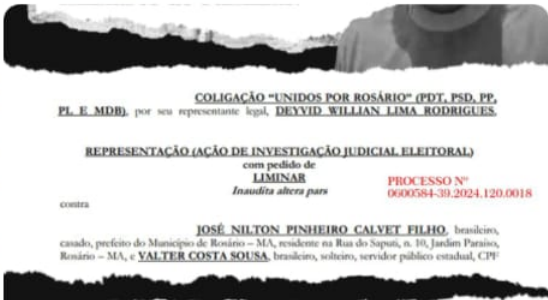 COLIGAÇÃO “UNIDOS POR ROSÁRIO” (PDT, PSD, PP,
PL E MDB), por seu representante legal, DEYVID WILLIAN LIMA RODRIGUES,
REPRESENTAÇÃO (AÇÃO DE INVESTIGAÇÃO JUDICIAL ELEITORAL)
com pedido de
LIMINAR
Inaudita altera pars
PROCESSO Nº
0600584-39.2024.120.0018
contra
JOSÉ NILTON PINHEIRO CALVET FILHO, brasileiro,
casado, prefeito do Município de Rosário – MA, residente na Rua do Saputi, n. 10, Jardim Paraíso,
Rosário – MA, e VALTER COSTA SOUSA, brasileiro, solteiro, servidor público estadual, CPF